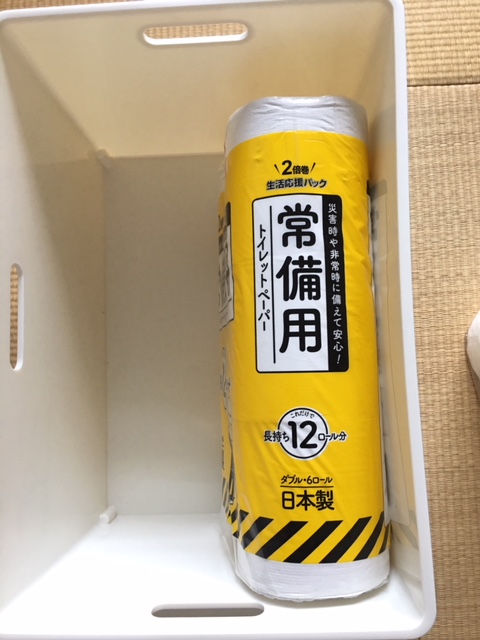 2倍巻
生活応援パック
災害時や非常時に備えて安心！
常備用
トイレットペーパー
これだけで
長持ち12ロール分
ダブル・6ロール
日本製